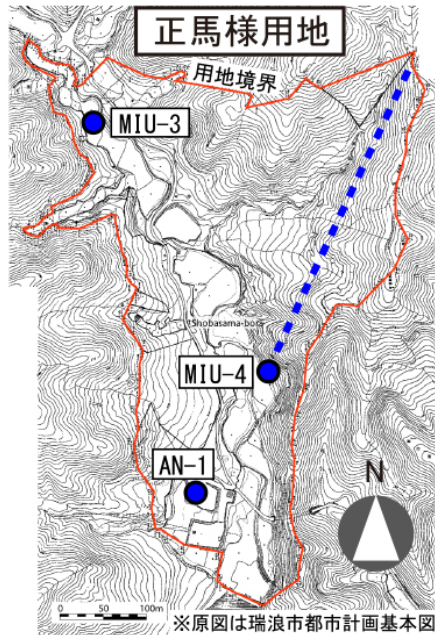 正馬様用地
用地境界
MIU-3
Shobasama-bora
MIU-4
AN-1
N
0 50 100m
※原図は瑞浪市都市計画基本図